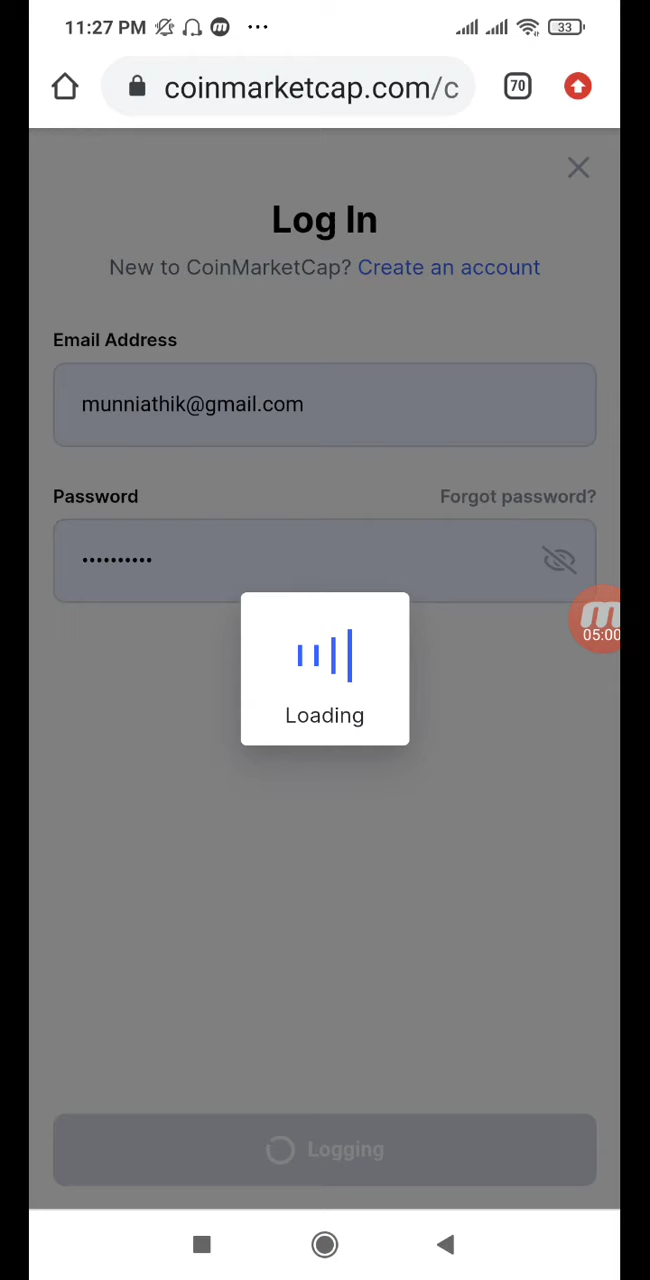 11:27 PM
33
coinmarketcap.com/c
70
Log In
New to CoinMarketCap? Create an account
Email Address
munniathik@gmail.com
Password
Forgot password?
••••••••••
05:00
Loading
Logging